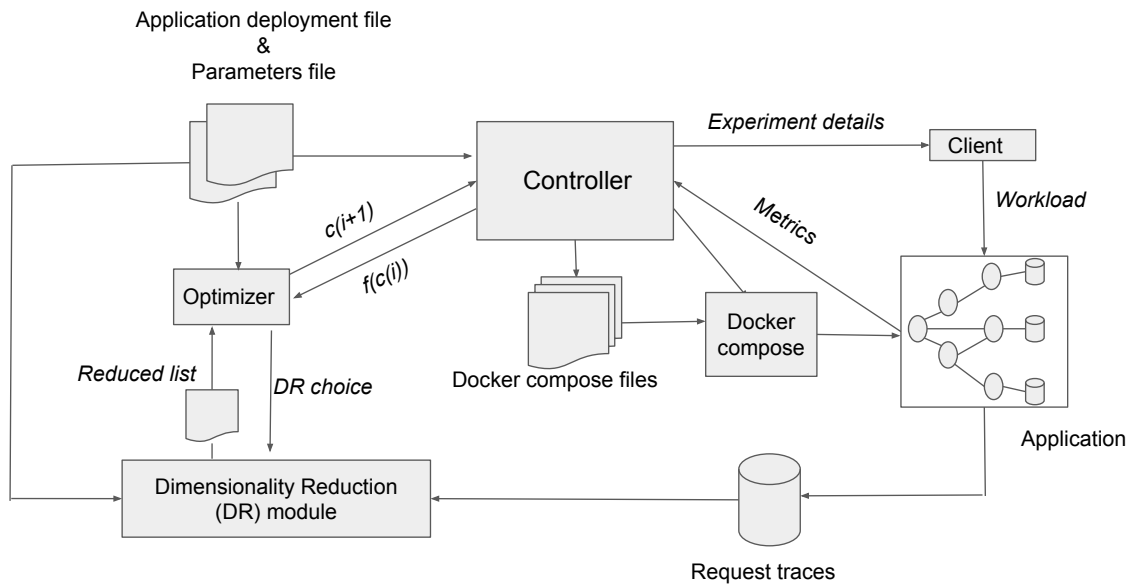 Application deployment file
&
Parameters file
Experiment details
Client
Controller
Workload
c(i+1)
Metrics
f(c(i))
Optimizer
Docker
compose
Reduced list
DR choice
Docker compose files
Application
Dimensionality Reduction
(DR) module
Request traces